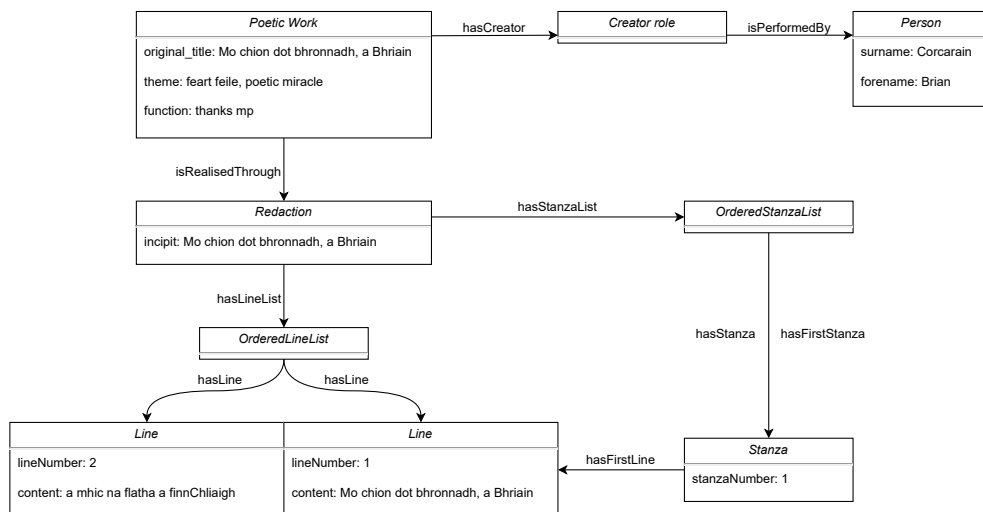 Poetic Work
original_title: Mo chion dot bhronnadh, a Bhriain
theme: feart feile, poetic miracle
function: thanks mp
hasCreator
Creator role
isPerformedBy
Person
surname: Corcarain
forename: Brian
isRealisedThrough
Redaction
incipit: Mo chion dot bhronnadh, a Bhriain
hasStanzaList
OrderedStanzaList
hasLineList
OrderedLineList
hasStanza
hasFirstStanza
hasLine
hasLine
Line
lineNumber: 2
content: a mhic na flatha a finnChliaigh
Line
lineNumber: 1
content: Mo chion dot bhronnadh, a Bhriain
hasFirstLine
Stanza
stanzaNumber: 1